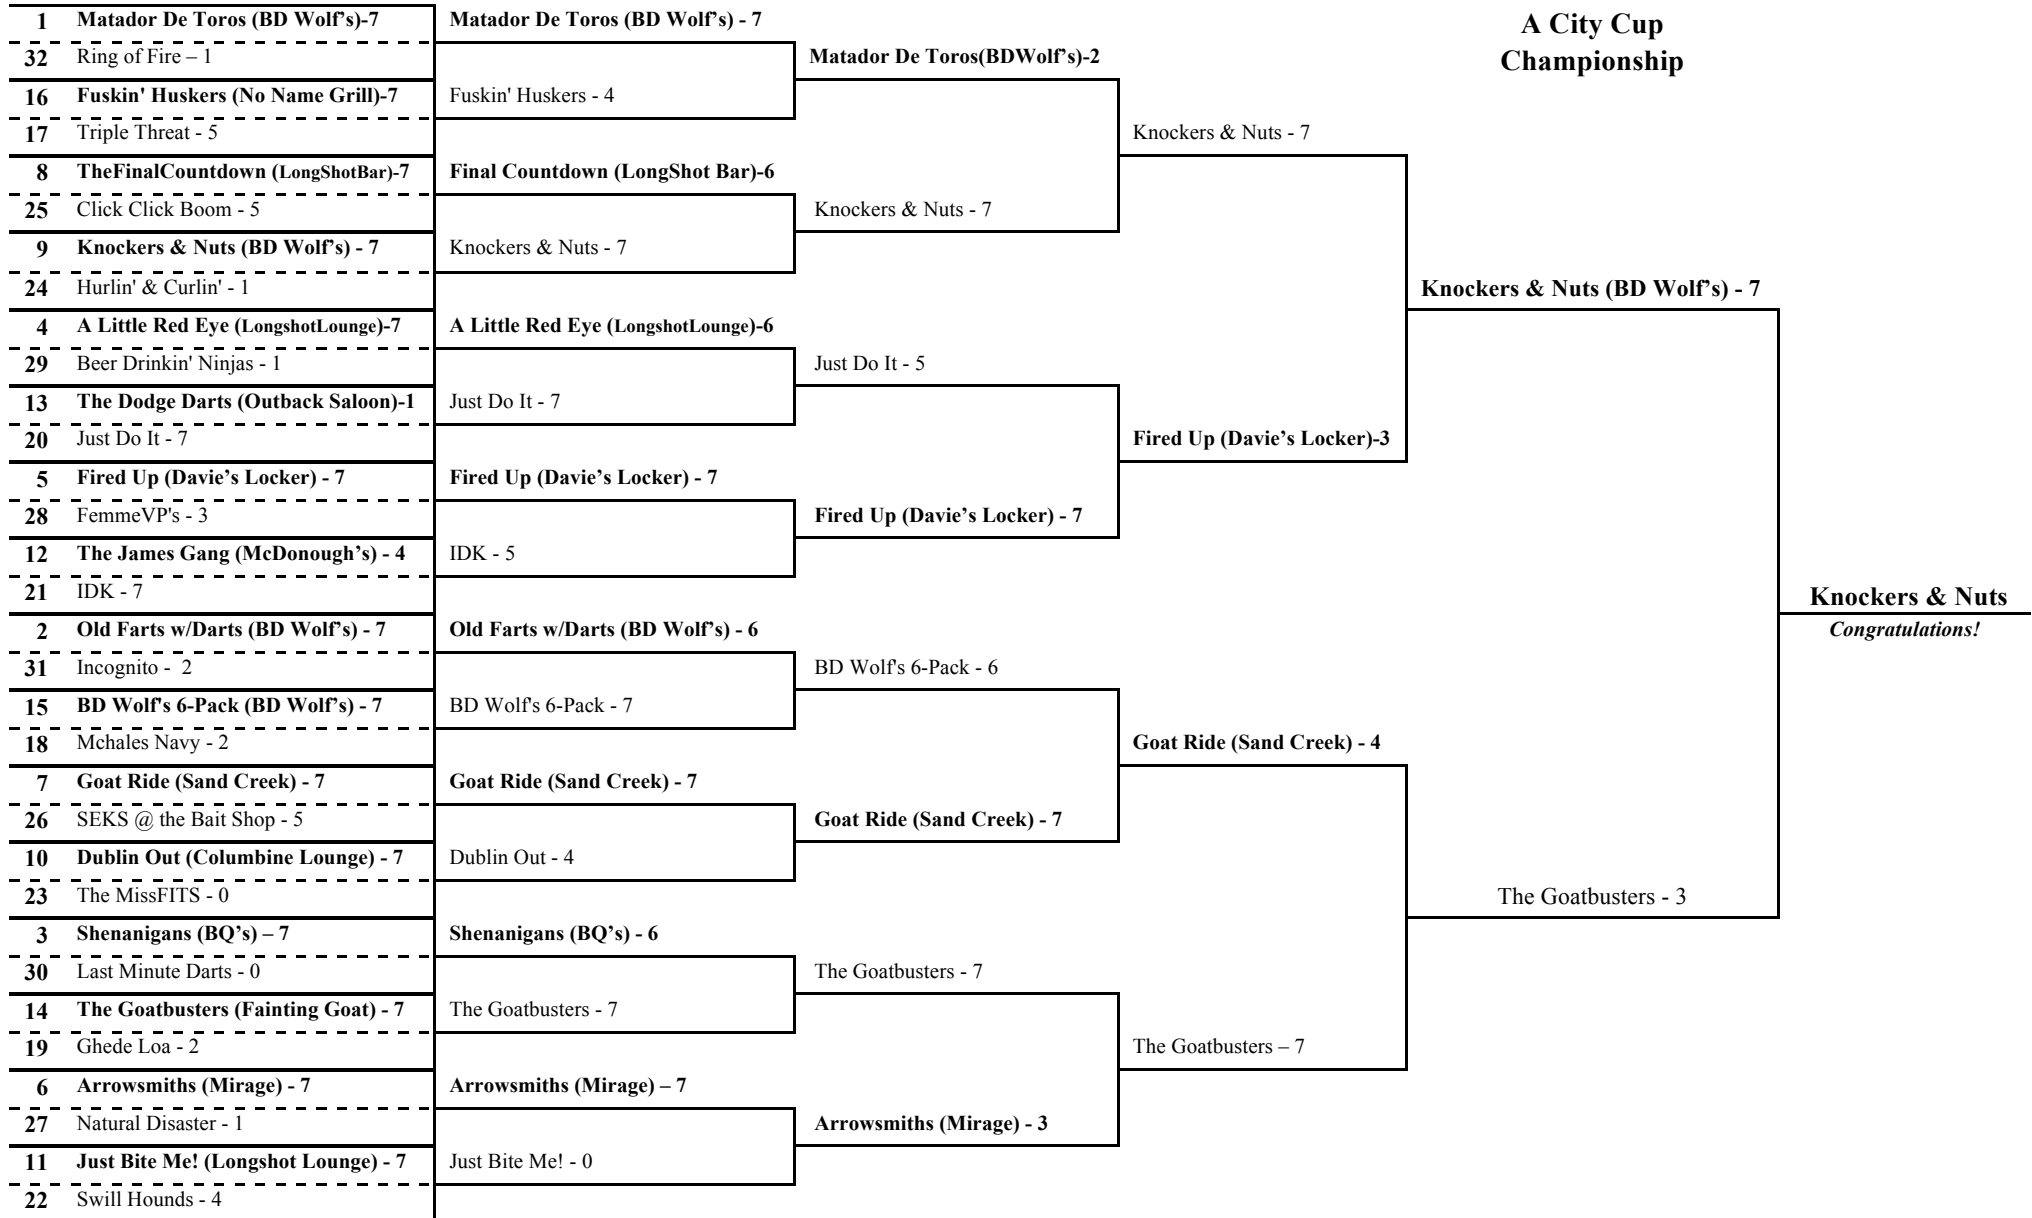 A City Cup
Championship
1 Matador De Toros (BD Wolf’s)-7
32 Ring of Fire – 1
16 Fuskin' Huskers (No Name Grill)-7
17 Triple Threat - 5
8 TheFinalCountdown (LongShotBar)-7
25 Click Click Boom - 5
9 Knockers & Nuts (BD Wolf’s) - 7
24 Hurlin' & Curlin' - 1
4 A Little Red Eye (LongshotLounge)-7
29 Beer Drinkin' Ninjas - 1
13 The Dodge Darts (Outback Saloon)-1
20 Just Do It - 7
5 Fired Up (Davie’s Locker) - 7
28 FemmeVP's - 3
12 The James Gang (McDonough’s) - 4
21 IDK - 7
2 Old Farts w/Darts (BD Wolf’s) - 7
31 Incognito - 2
15 BD Wolf's 6-Pack (BD Wolf’s) - 7
18 Mchales Navy - 2
7 Goat Ride (Sand Creek) - 7
26 SEKS @ the Bait Shop - 5
10 Dublin Out (Columbine Lounge) - 7
23 The MissFITS - 0
3 Shenanigans (BQ’s) – 7
30 Last Minute Darts - 0
14 The Goatbusters (Fainting Goat) - 7
19 Ghede Loa - 2
6 Arrowsmiths (Mirage) - 7
27 Natural Disaster - 1
11 Just Bite Me! (Longshot Lounge) - 7
22 Swill Hounds - 4
Matador De Toros (BD Wolf’s) - 7
Fuskin' Huskers - 4
Final Countdown (LongShot Bar)-6
Knockers & Nuts - 7
A Little Red Eye (LongshotLounge)-6
Just Do It - 7
Fired Up (Davie’s Locker) - 7
IDK - 5
Old Farts w/Darts (BD Wolf’s) - 6
BD Wolf's 6-Pack - 7
Goat Ride (Sand Creek) - 7
Dublin Out - 4
Shenanigans (BQ’s) - 6
The Goatbusters - 7
Arrowsmiths (Mirage) – 7
Just Bite Me! - 0
Matador De Toros(BDWolf’s)-2
Knockers & Nuts - 7
Just Do It - 5
Fired Up (Davie’s Locker) - 7
BD Wolf's 6-Pack - 6
Goat Ride (Sand Creek) - 7
The Goatbusters - 7
Arrowsmiths (Mirage) - 3
Knockers & Nuts - 7
Fired Up (Davie’s Locker)-3
Goat Ride (Sand Creek) - 4
The Goatbusters – 7
Knockers & Nuts (BD Wolf’s) - 7
The Goatbusters - 3
Knockers & Nuts
Congratulations!